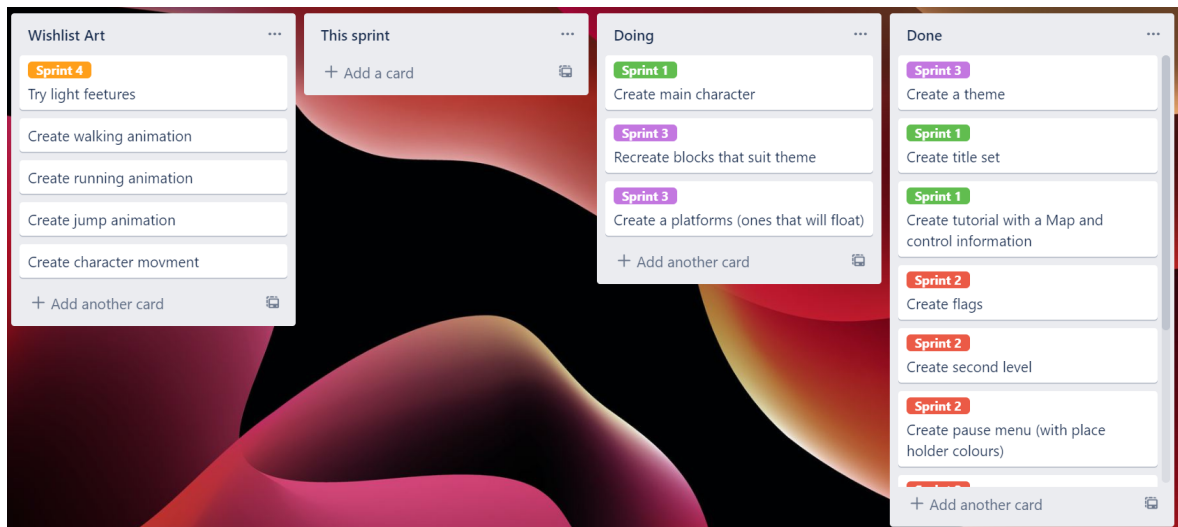 Wishlist Art
Sprint 4
Try light feetures
Create walking animation
Create running animation
Create jump animation
Create character movment
+ Add another card
This sprint
+ Add a card
Doing
Sprint 1
Create main character
Sprint 3
Recreate blocks that suit theme
Sprint 3
Create a platforms (ones that will float)
+ Add another card
Done
Sprint 3
Create a theme
Sprint 1
Create title set
Sprint 1
Create tutorial with a Map and
control information
Sprint 2
Create flags
Sprint 2
Create second level
Sprint 2
Create pause menu (with place
holder colours)
+ Add another card